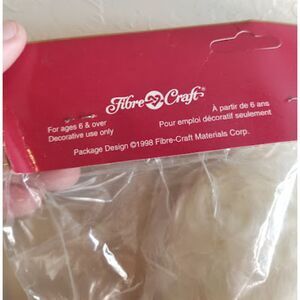 Fibre Craft®
For ages 6 & over
Decorative use only
À partir de 6 ans
Pour emploi décoratif seulement
Package Design ©1998 Fibre-Craft Materials Corp.